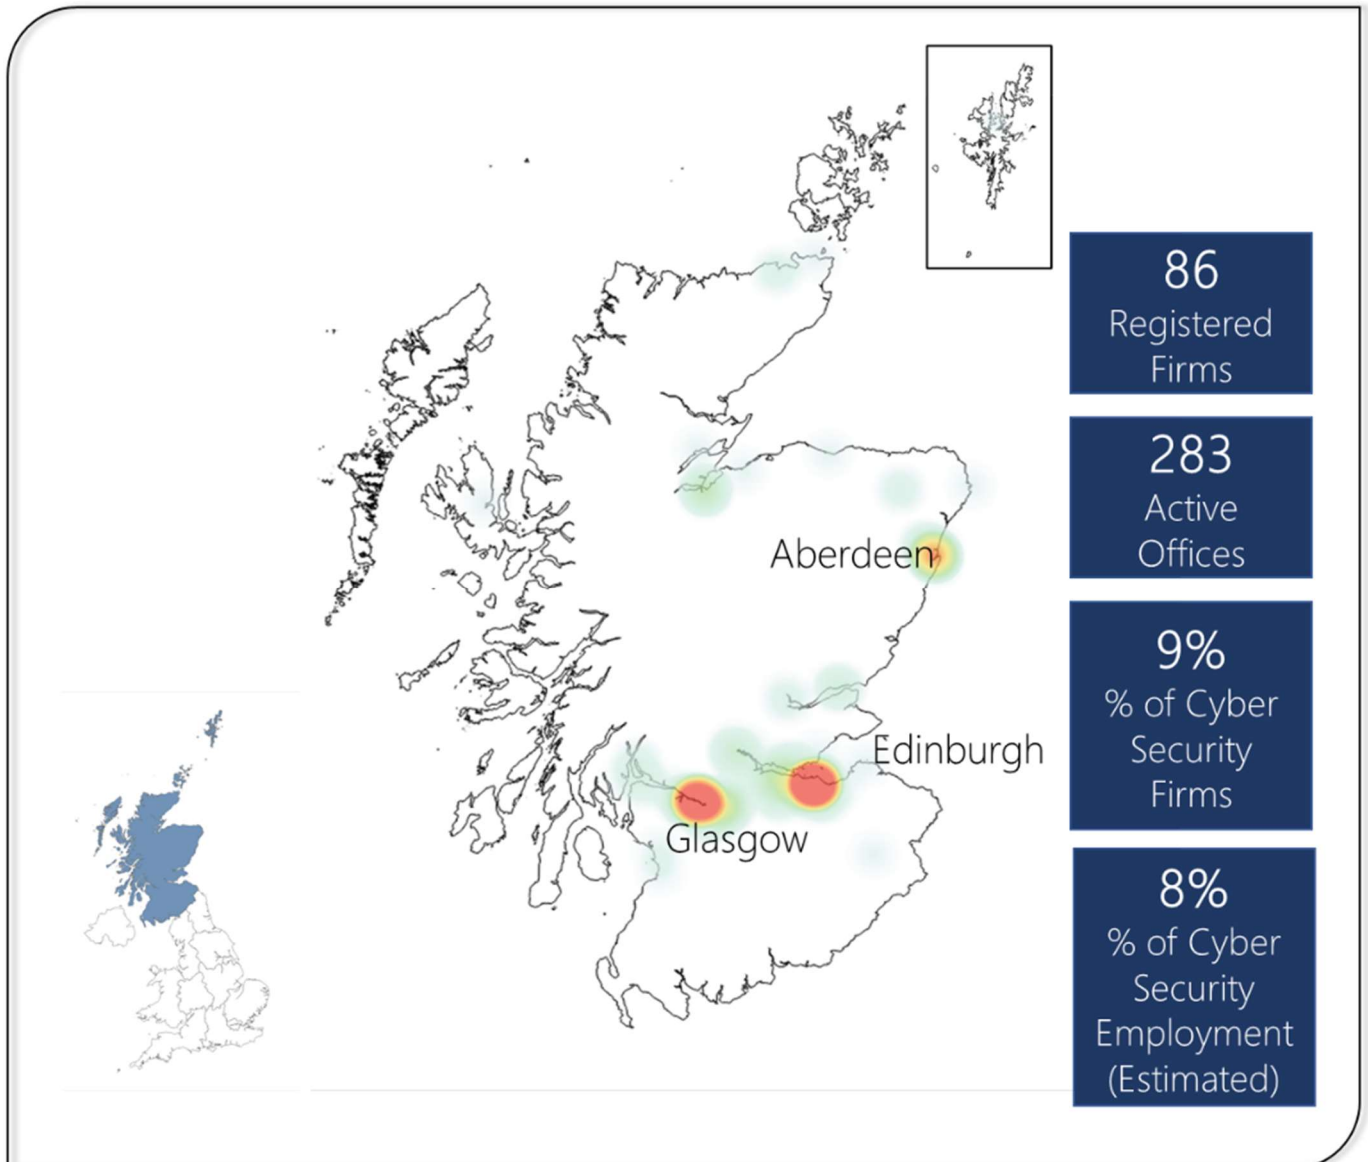 86
Registered
Firms
283
Active
Offices
Aberdeen
9%
% of Cyber
Security
Firms
Edinburgh
Glasgow
8%
% of Cyber
Security
Employment
(Estimated)